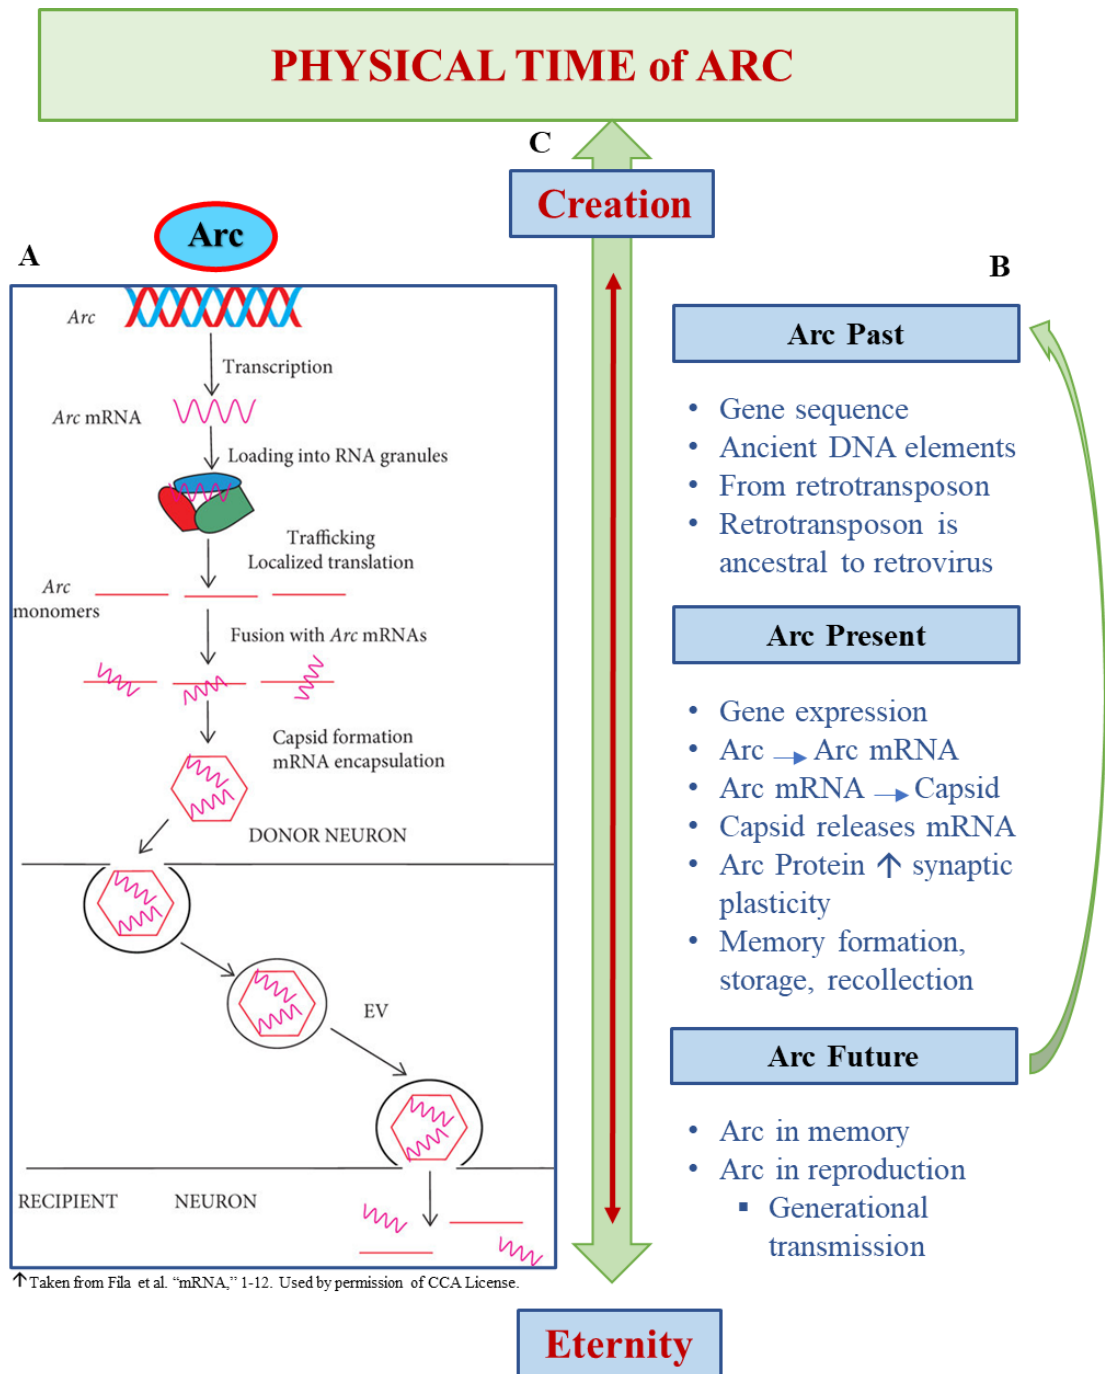 PHYSICAL TIME of ARC
C
Creation
Arc
A
Arc
Transcription
Arc mRNA
Loading into RNA granules
Trafficking
Localized translation
Arc
monomers
Fusion with Arc mRNAs
Capsid formation
mRNA encapsulation
DONOR NEURON
EV
RECIPIENT NEURON
↑ Taken from Fila et al. “mRNA,” 1-12. Used by permission of CCA License.
B
Arc Past
• Gene sequence
• Ancient DNA elements
• From retrotransposon
• Retrotransposon is
ancestral to retrovirus
Arc Present
• Gene expression
• Arc → Arc mRNA
• Arc mRNA → Capsid
• Capsid releases mRNA
• Arc Protein ↑ synaptic
plasticity
• Memory formation,
storage, recollection
Arc Future
• Arc in memory
• Arc in reproduction
▪ Generational
transmission
Eternity